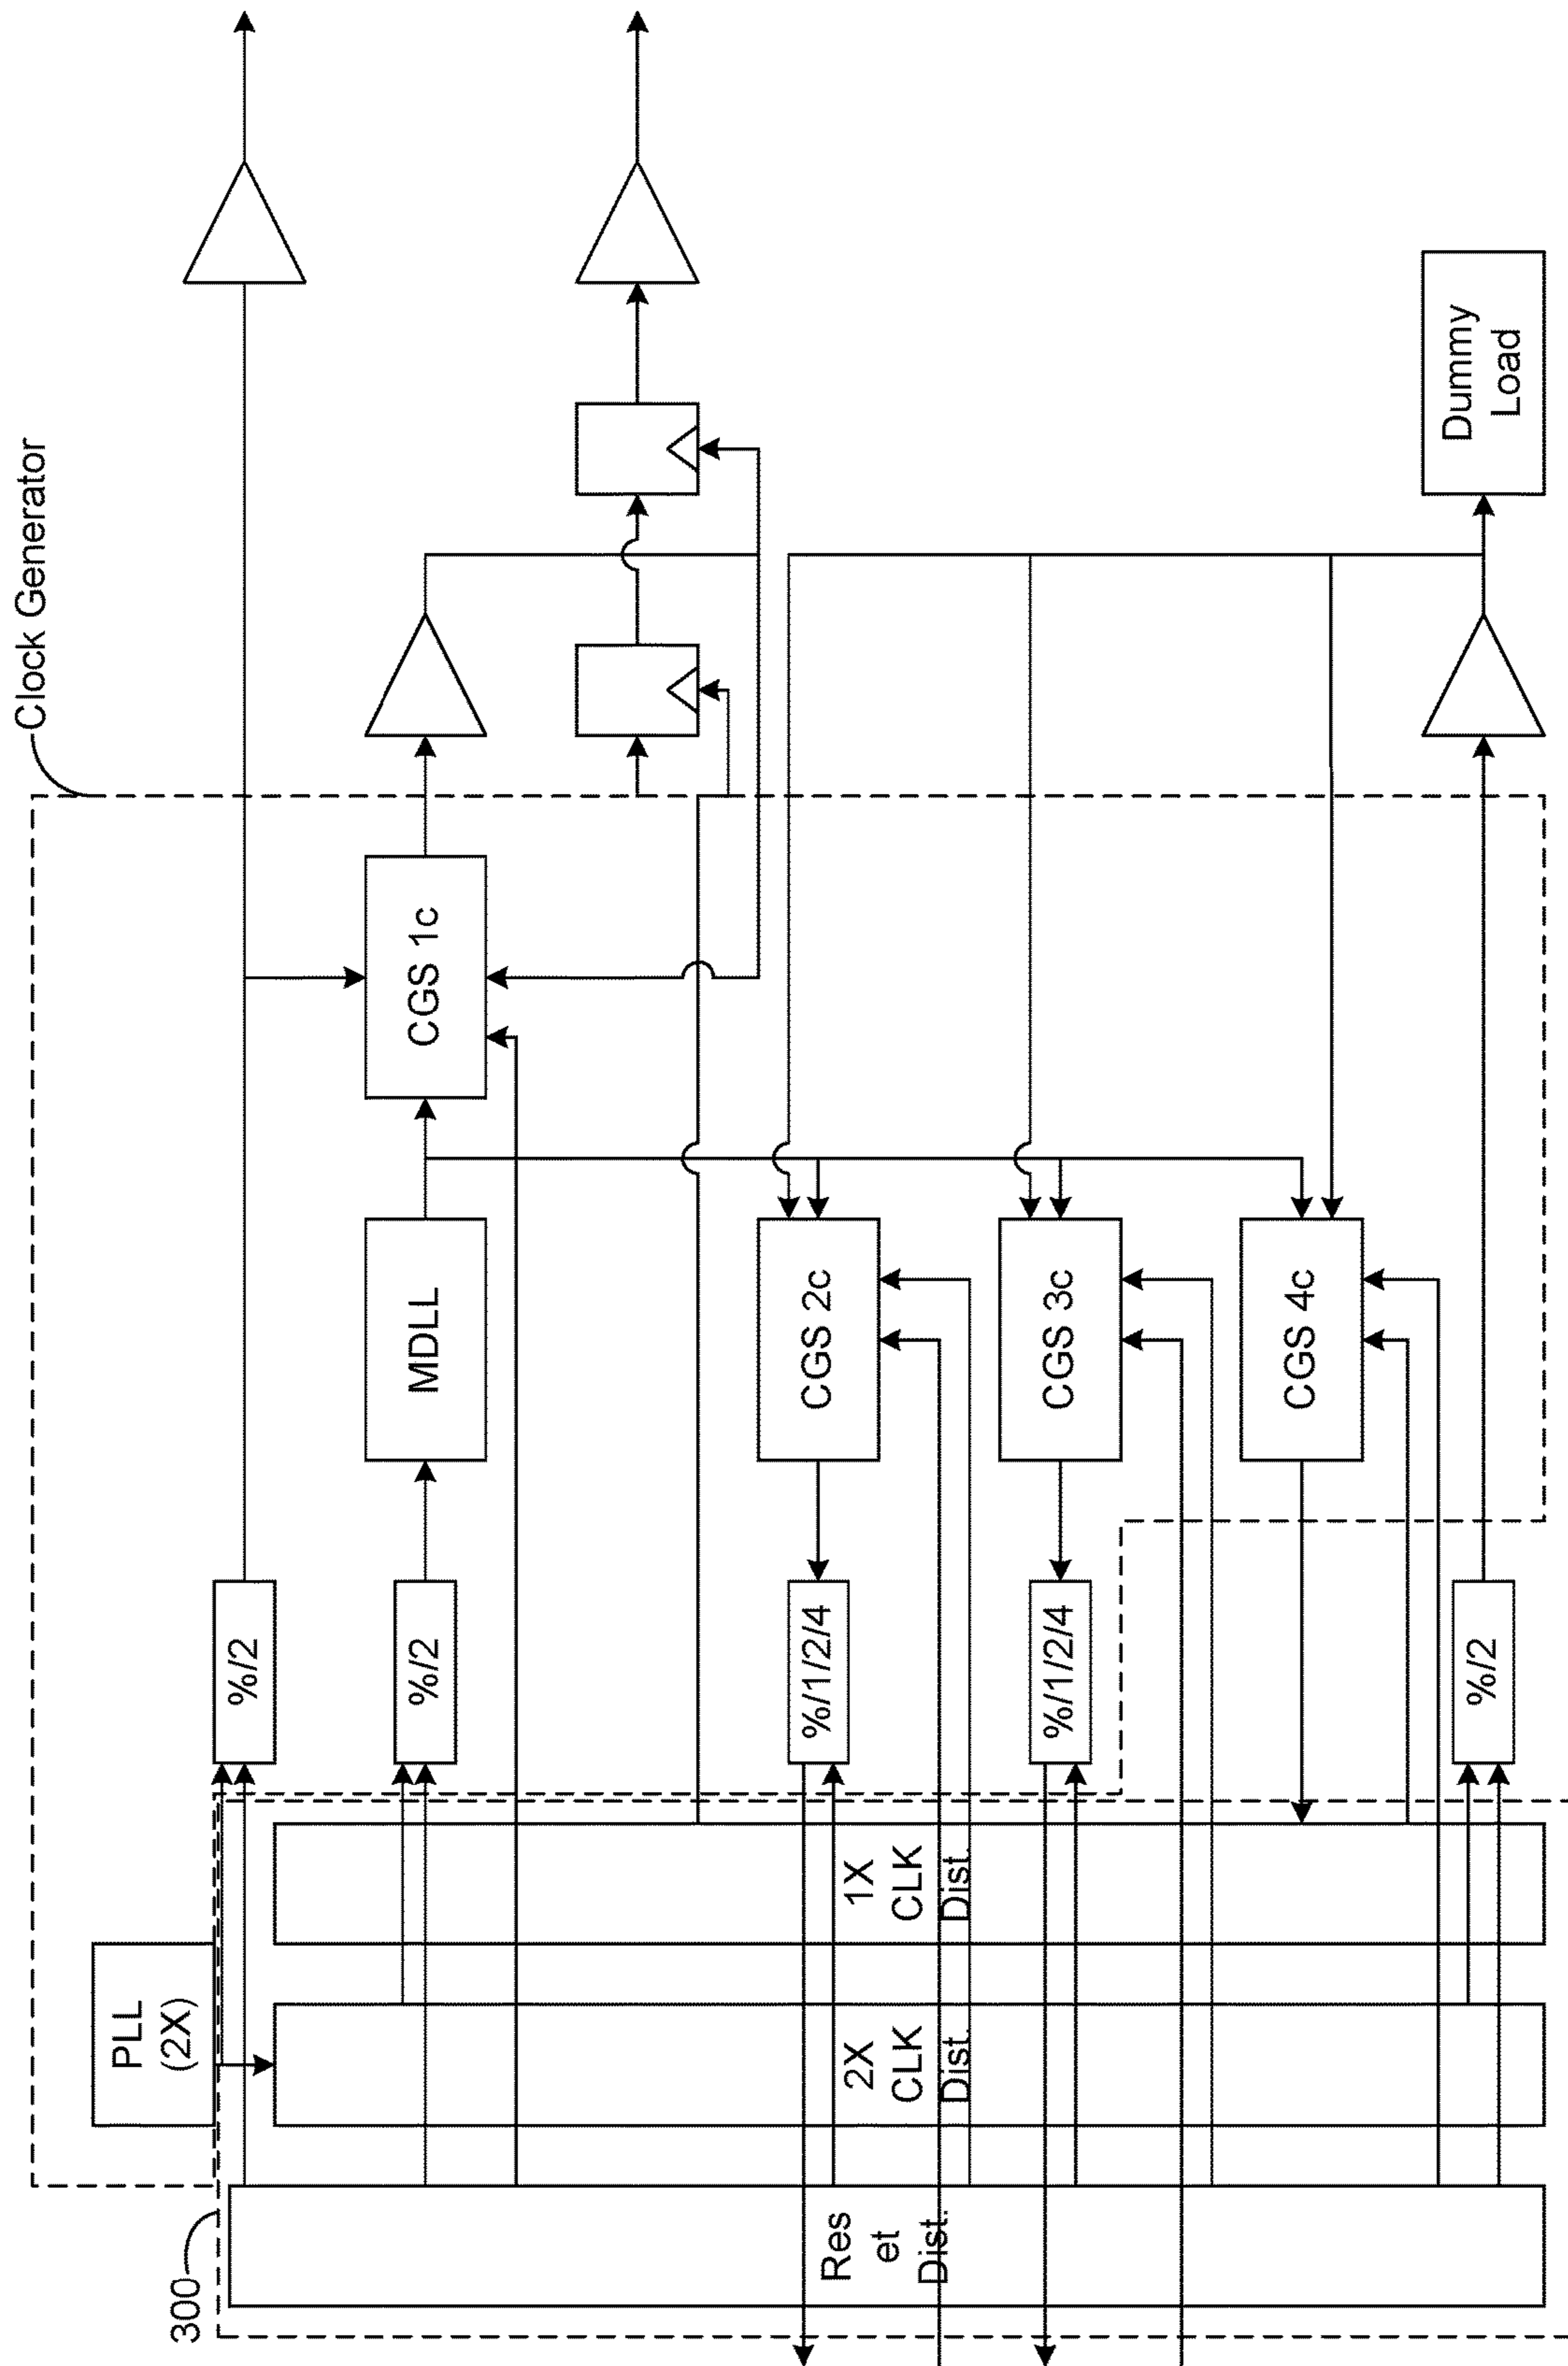 Clock Generator
300
PLL
(2X)
Res
et
Dist.
2X
CLK
Dist.
1X
CLK
Dist.
%/2
%/2
%/1/2/4
%/1/2/4
%/2
MDLL
CGS 1c
CGS 2c
CGS 3c
CGS 4c
Dummy
Load